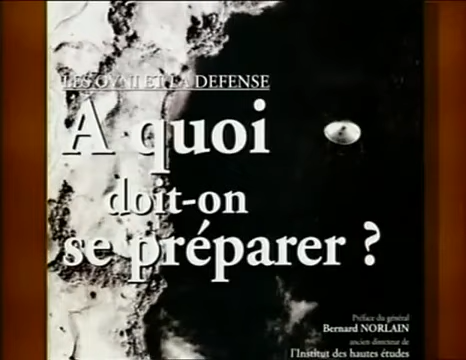 LES OVNI ET LA DEFENSE
A quoi
doit-on
se préparer ?
Préface du général
Bernard NORLAIN
ancien directeur de
l'Institut des hautes études